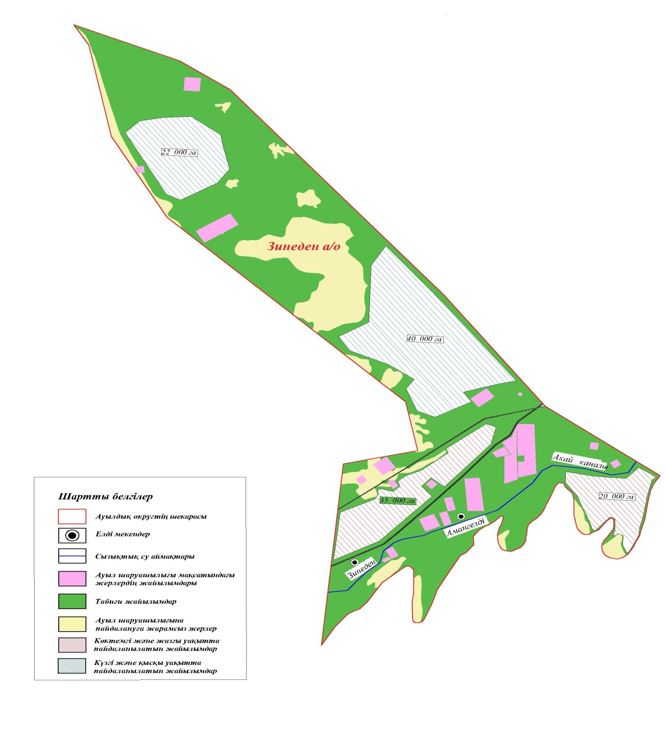 22 000 га
Зинеден а/о
40 000 га
Ақай каналы
20 000 га
35 000 га
Амангелді
Зинеден
Шартты белгілер
Ауылдық округтің шекарасы
Елді мекендер
Сызықтық су аймақтары
Ауыл шаруашылығы мақсатындағы
жерлердің жайылымдары
Табиғи жайылымдар
Ауыл шаруашылығына
пайдалануға жарамсыз жерлер
Көктемгі және жазғы уақытта
пайдаланылатын жайылымдар
Күзгі және қысқы уақытта
пайдаланылатын жайылымдар